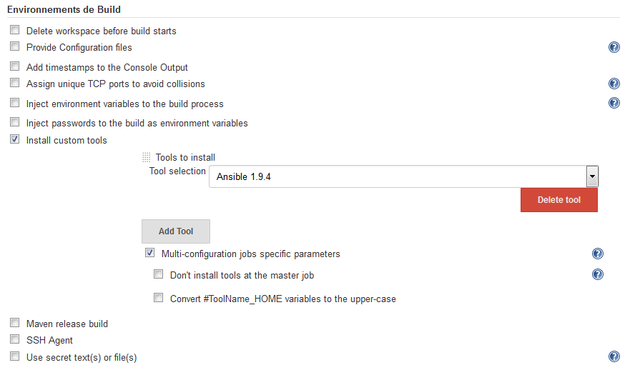 Environnements de Build
Delete workspace before build starts
Provide Configuration files
Add timestamps to the Console Output
Assign unique TCP ports to avoid collisions
Inject environment variables to the build process
Inject passwords to the build as environment variables
Install custom tools
Tools to install
Tool selection Ansible 1.9.4
Delete tool
Add Tool
Multi-configuration jobs specific parameters
Don't install tools at the master job
Convert #ToolName_HOME variables to the upper-case
Maven release build
SSH Agent
Use secret text(s) or file(s)